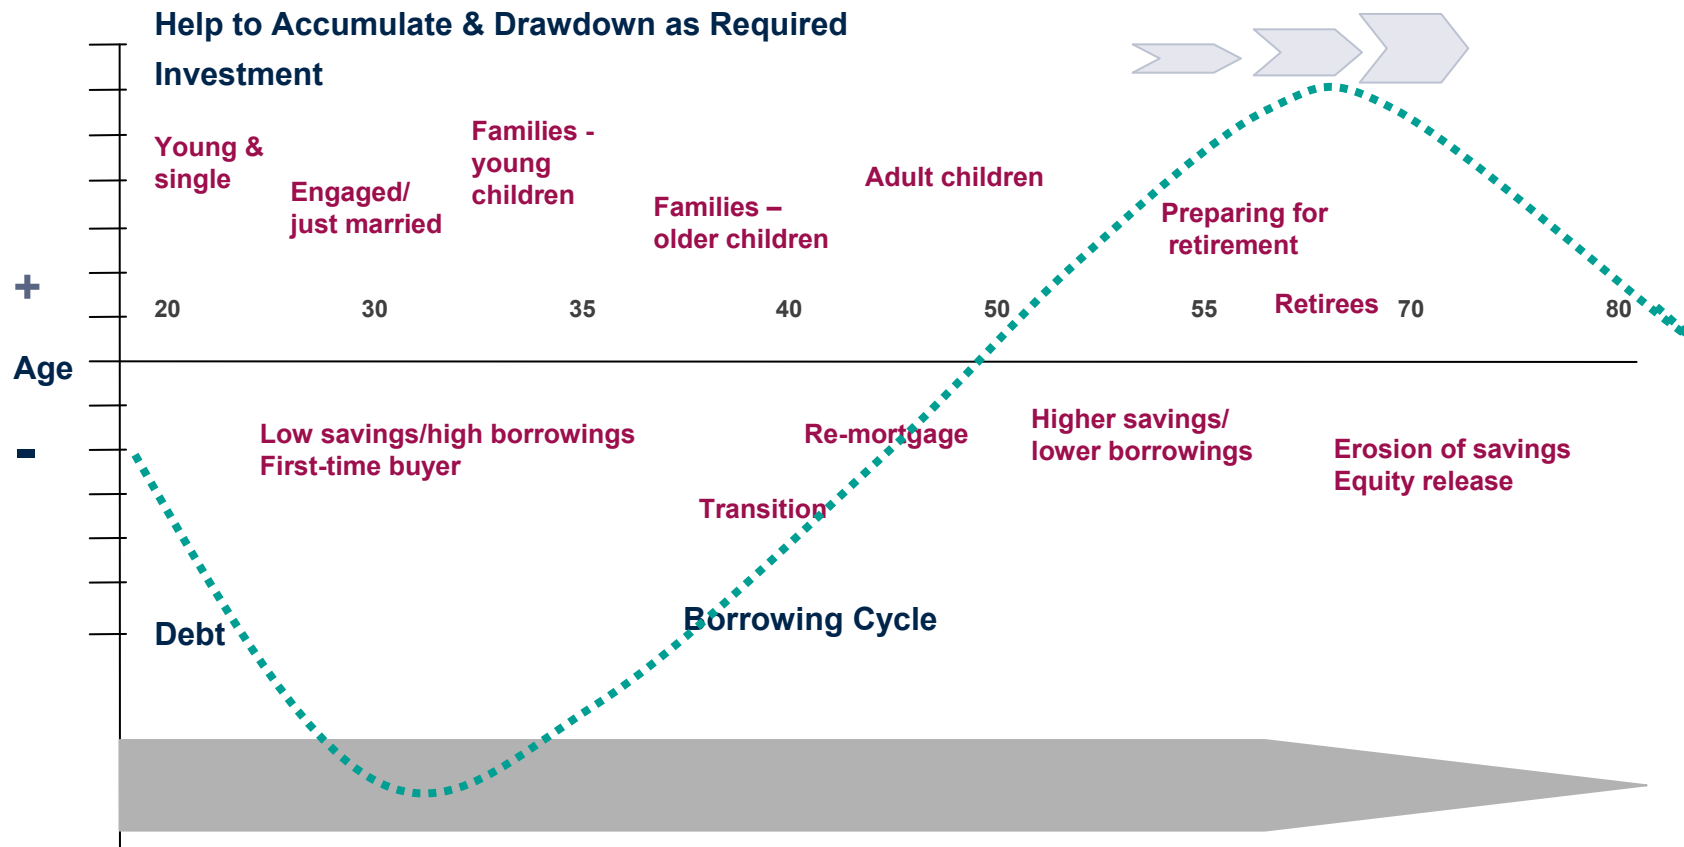 Help to Accumulate & Drawdown as Required
Investment
Young &
single
Engaged/
just married
Families -
young
children
Families –
older children
Adult children
Preparing for
retirement
Retirees
+
20 30 35 40 50 55 70 80
Age
-
Low savings/high borrowings
First-time buyer
Re-mortgage
Transition
Higher savings/
lower borrowings
Erosion of savings
Equity release
Debt
Borrowing Cycle